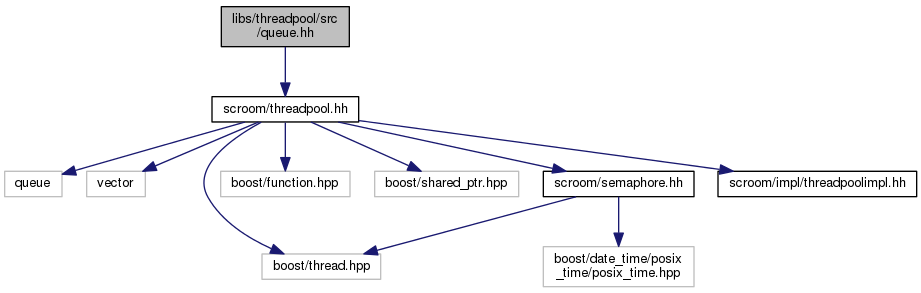 libs/threadpool/src
/queue.hh
scroom/threadpool.hh
queue
vector
boost/function.hpp
boost/shared_ptr.hpp
scroom/semaphore.hh
scroom/impl/threadpoolimpl.hh
boost/thread.hpp
boost/date_time/posix
_time/posix_time.hpp